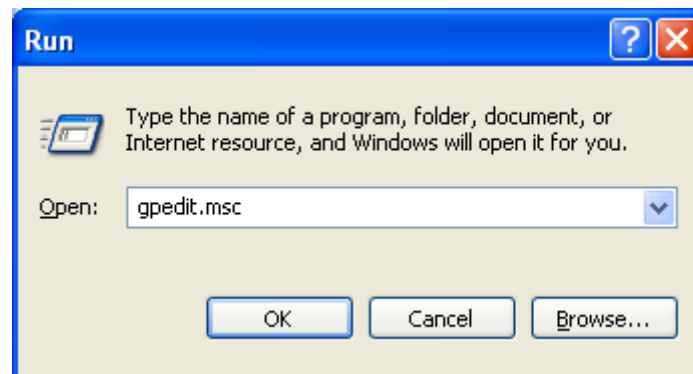 Run
Type the name of a program, folder, document, or
Internet resource, and Windows will open it for you.
Open: gpedit.msc
OK Cancel Browse...